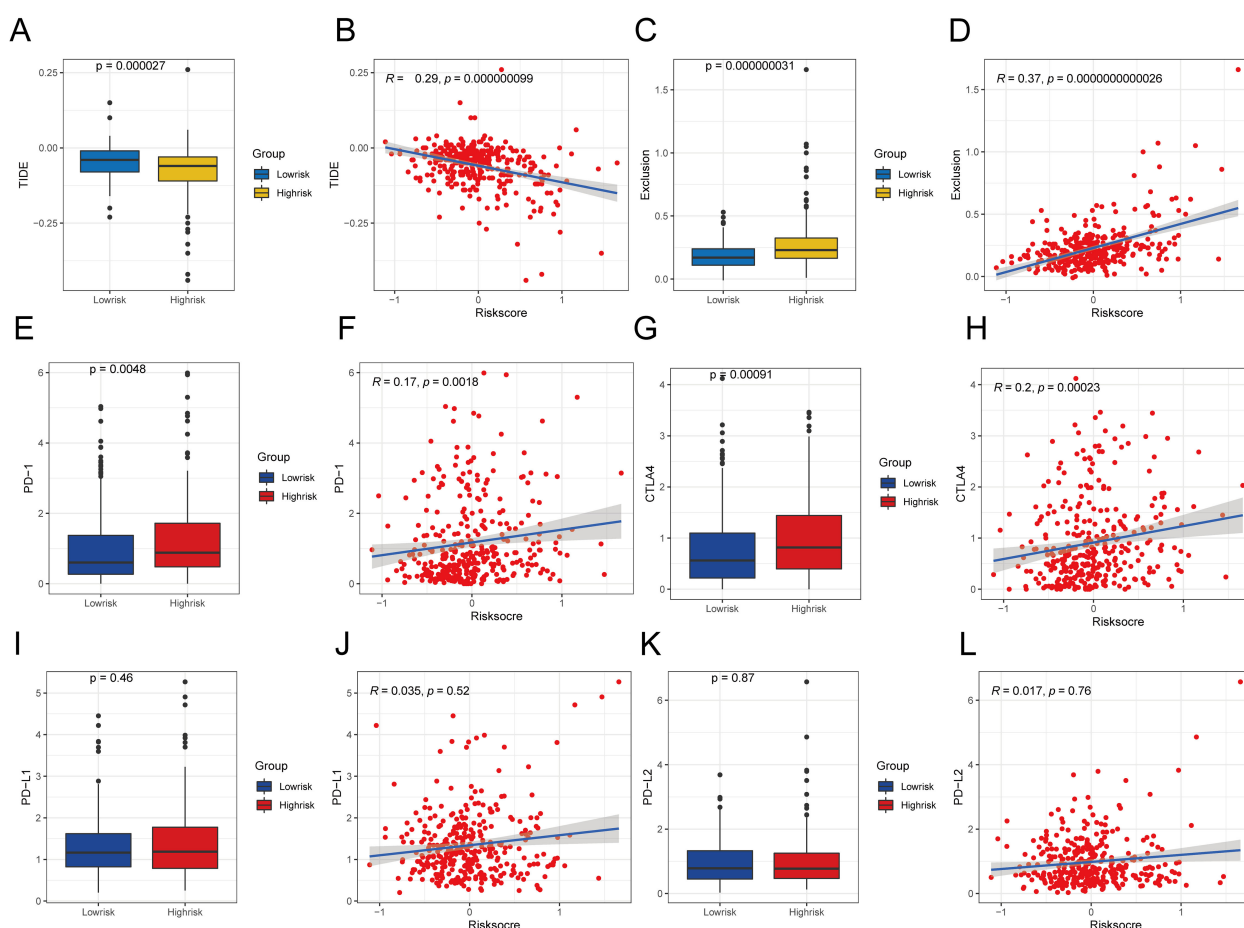 A
p = 0.000027
0.25
0.00
−0.25
TIDE
Lowrisk
Highrisk
Group
Lowrisk
Highrisk
B
R = 0.29, p = 0.000000099
0.25
0.00
−0.25
TIDE
−1
0
1
Riskscore
C
p = 0.000000031
1.5
1.0
0.5
0.0
Exclusion
Lowrisk
Highrisk
Group
Lowrisk
Highrisk
D
R = 0.37, p = 0.0000000000026
1.5
1.0
0.5
0.0
Exclusion
−1
0
1
Riskscore
E
p = 0.0048
6
4
2
0
PD−1
Lowrisk
Highrisk
Group
Lowrisk
Highrisk
F
R = 0.17, p = 0.0018
6
4
2
0
PD−1
−1
0
1
Risksocre
G
p = 0.00091
4
3
2
1
0
CTLA4
Lowrisk
Highrisk
Group
Lowrisk
Highrisk
H
R = 0.2, p = 0.00023
4
3
2
1
0
CTLA4
−1
0
1
Risksocre
I
p = 0.46
5
4
3
2
1
0
PD−L1
Lowrisk
Highrisk
Group
Lowrisk
Highrisk
J
R = 0.035, p = 0.52
5
4
3
2
1
0
PD−L1
−1
0
1
Risksocre
K
p = 0.87
6
4
2
0
PD−L2
Lowrisk
Highrisk
Group
Lowrisk
Highrisk
L
R = 0.017, p = 0.76
6
4
2
0
PD−L2
−1
0
1
Risksocre